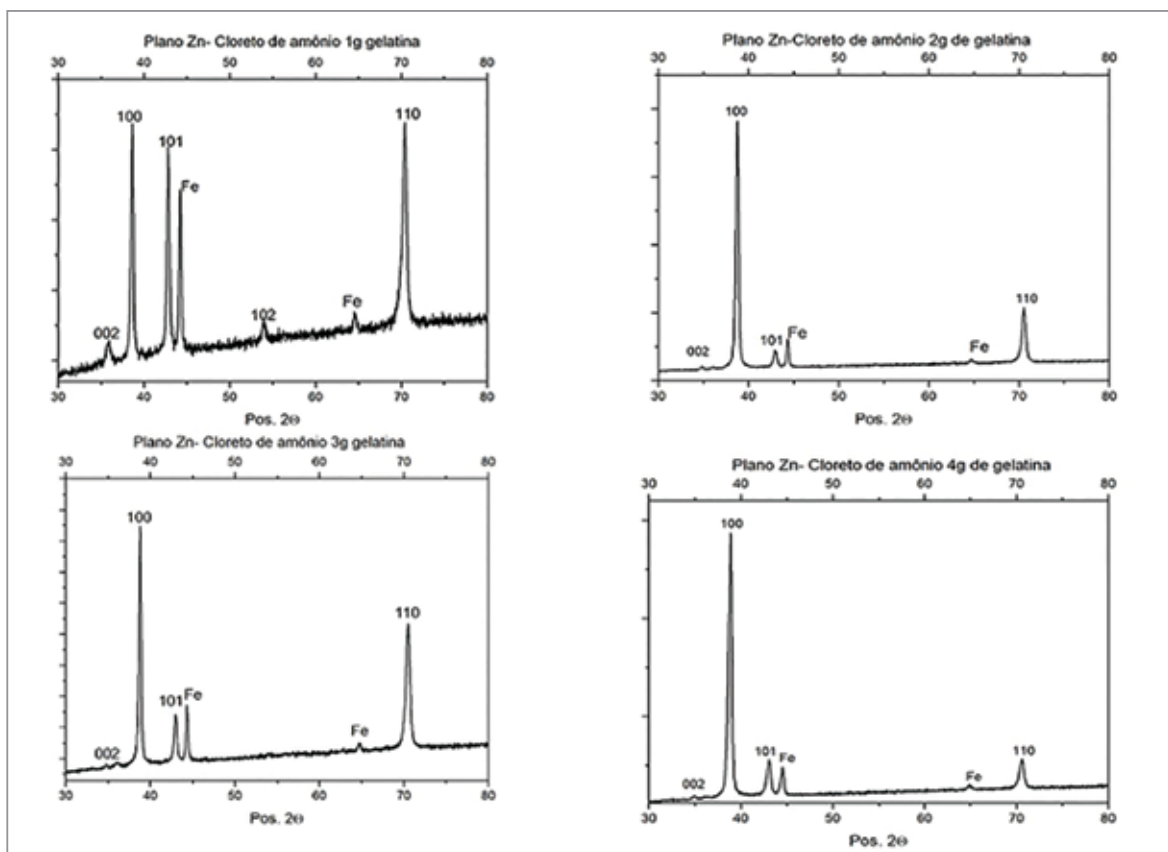 Plano Zn- Cloreto de amônio 1g gelatina
30 40 50 60 70 80
100
101
Fe
110
002
102
Fe
30 40 50 60 70 80
Pos. 2Θ
Plano Zn-Cloreto de amônio 2g de gelatina
30 40 50 60 70 80
100
002
101
Fe
Fe
110
30 40 50 60 70 80
Pos. 2Θ
Plano Zn- Cloreto de amônio 3g gelatina
30 40 50 60 70 80
100
110
101
Fe
002
Fe
30 40 50 60 70 80
Pos. 2Θ
Plano Zn- Cloreto de amônio 4g de gelatina
30 40 50 60 70 80
100
101
Fe
110
002
Fe
30 40 50 60 70 80
Pos. 2Θ